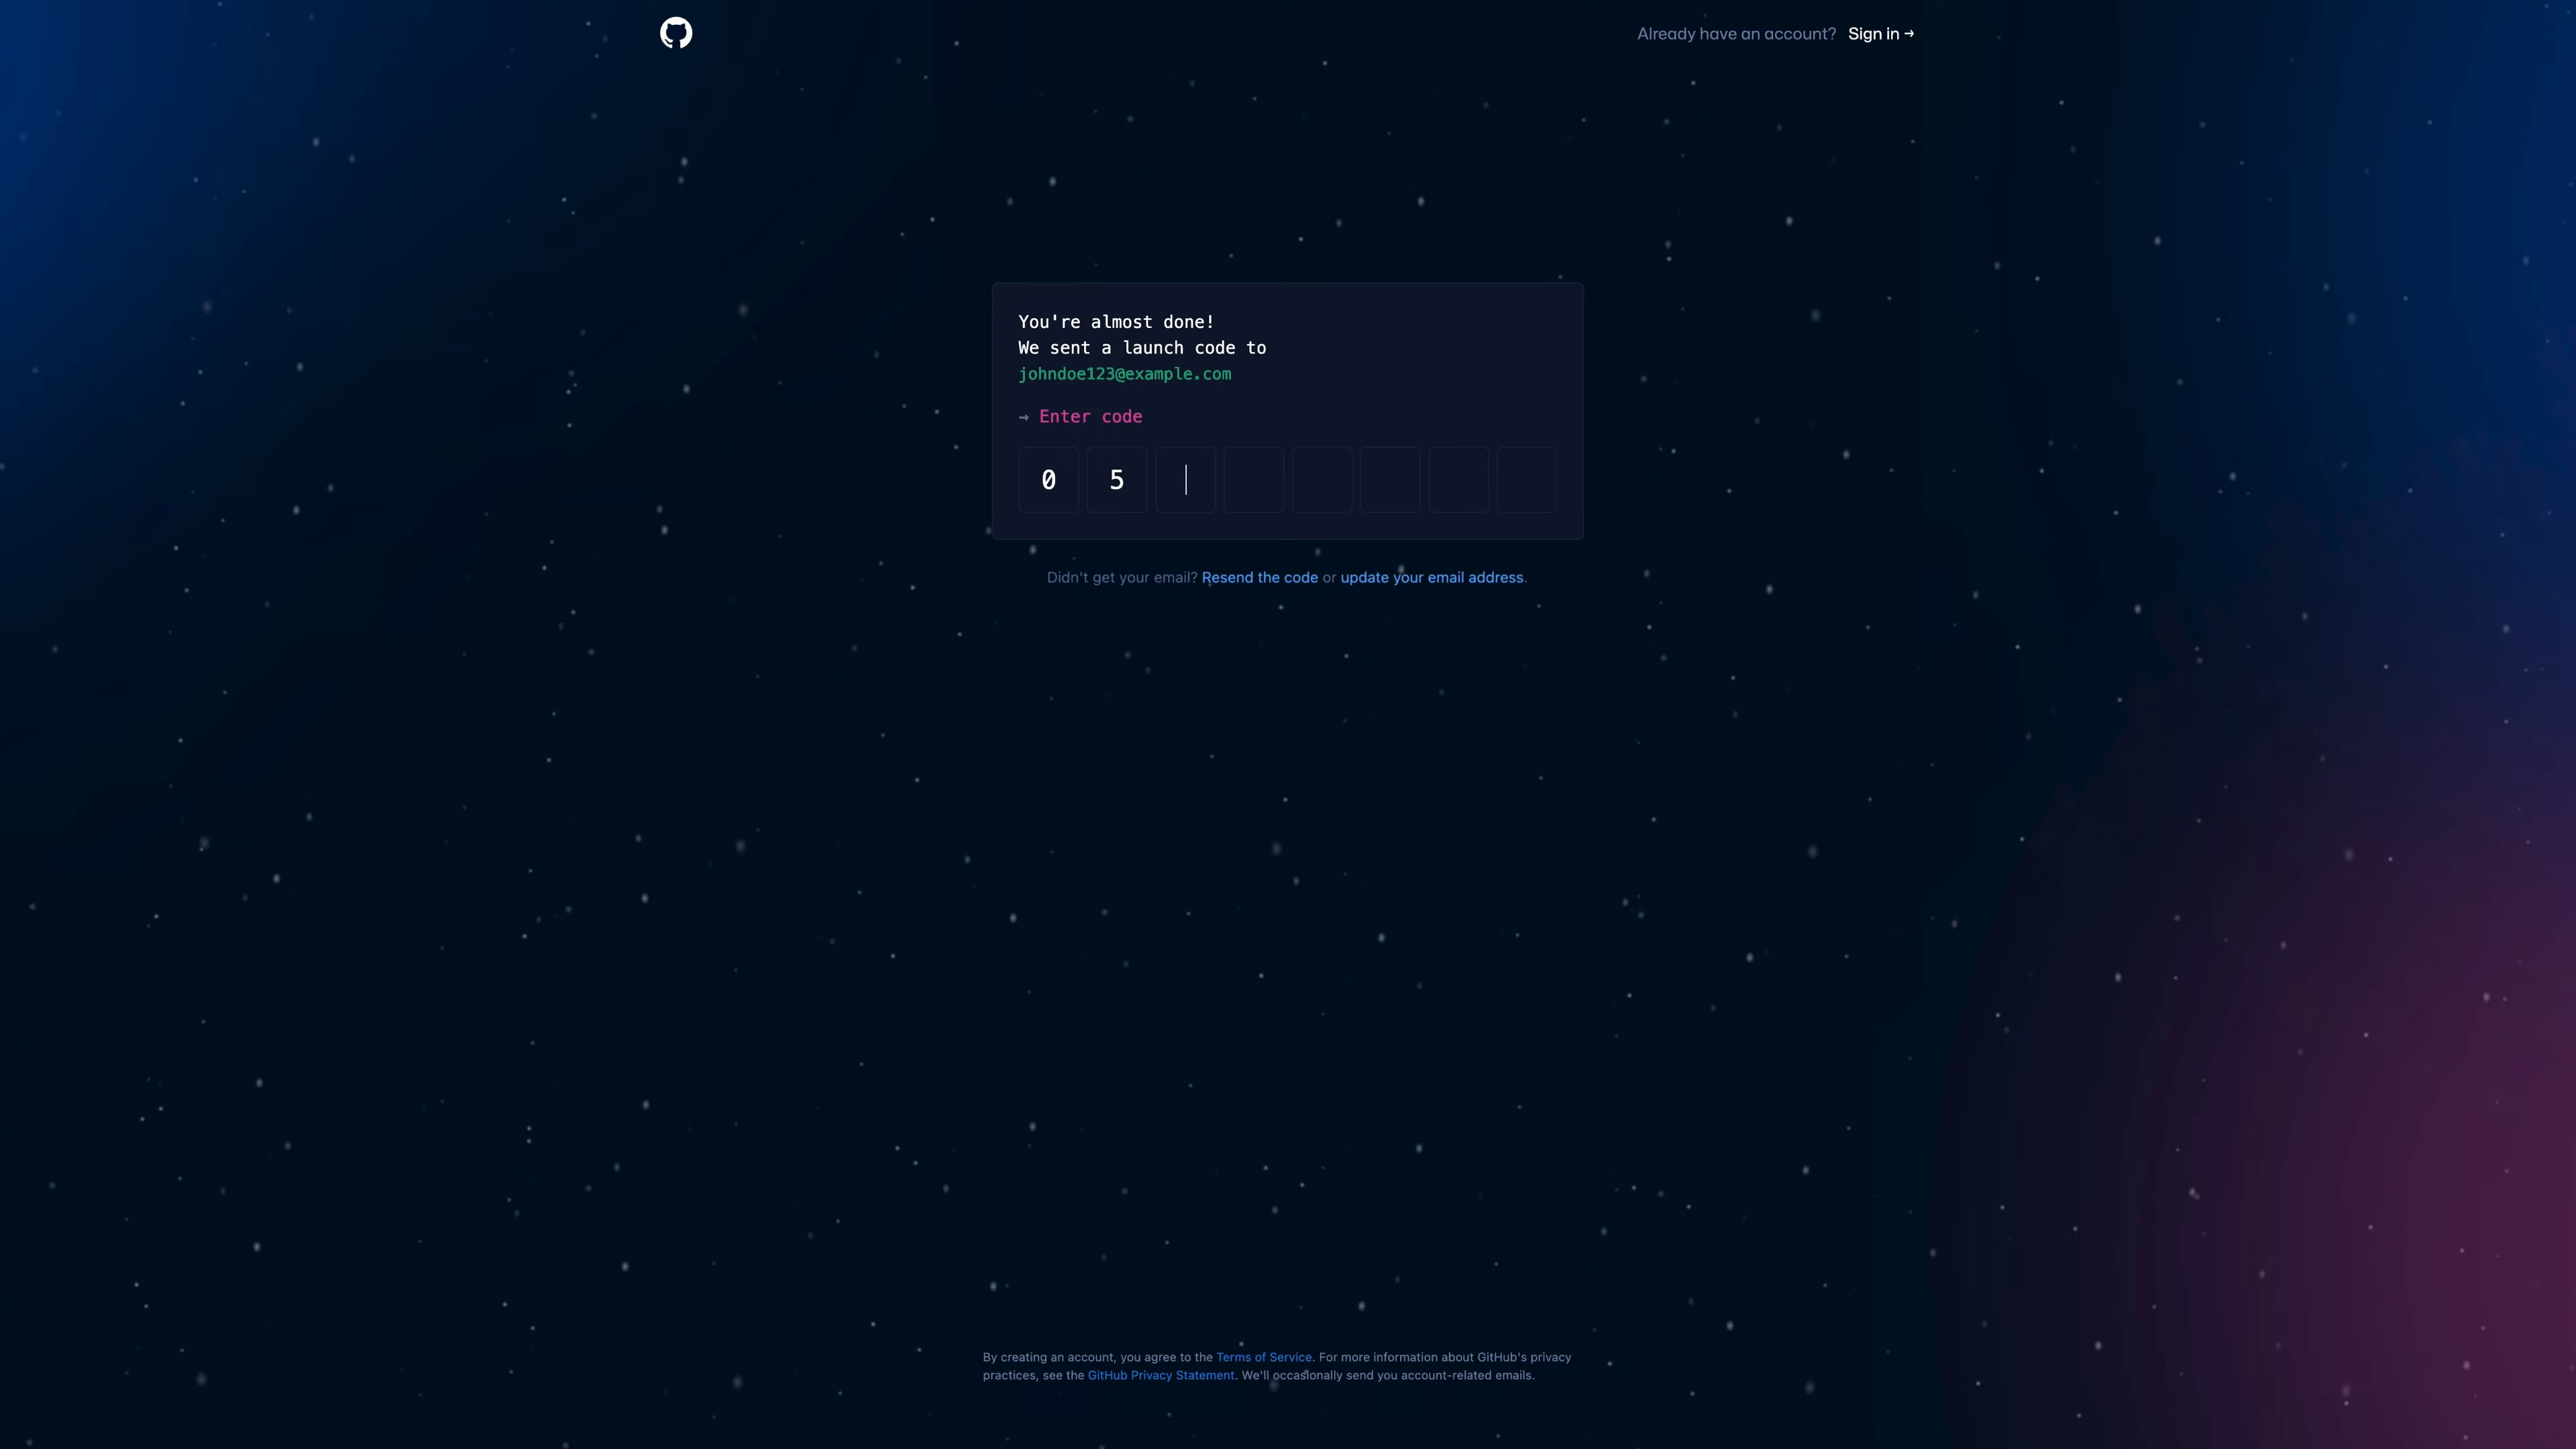 Already have an account? Sign in →
You're almost done!
We sent a launch code to
johndoe123@example.com
→ Enter code
0 5
Didn't get your email? Resend the code or update your email address.
By creating an account, you agree to the Terms of Service. For more information about GitHub's privacy
practices, see the GitHub Privacy Statement. We'll occasionally send you account-related emails.